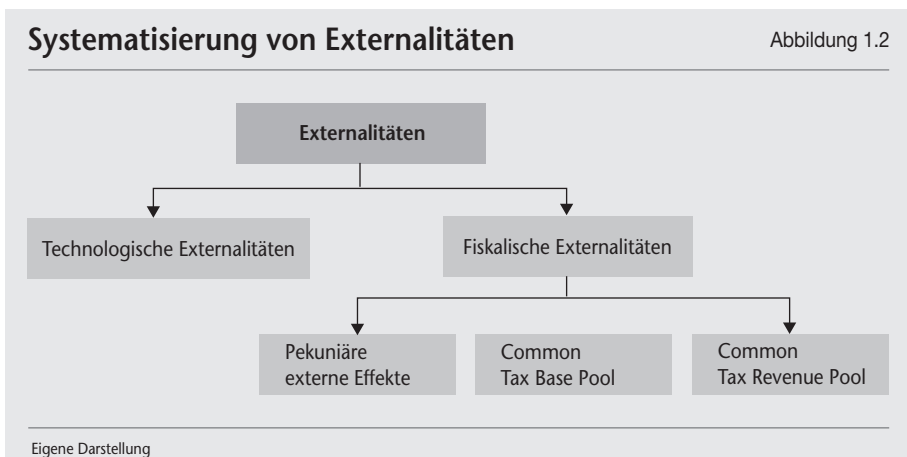 Systematisierung von Externalitäten
Abbildung 1.2
Externalitäten
Technologische Externalitäten
Fiskalische Externalitäten
Pekuniäre
externe Effekte
Common
Tax Base Pool
Common
Tax Revenue Pool
Eigene Darstellung